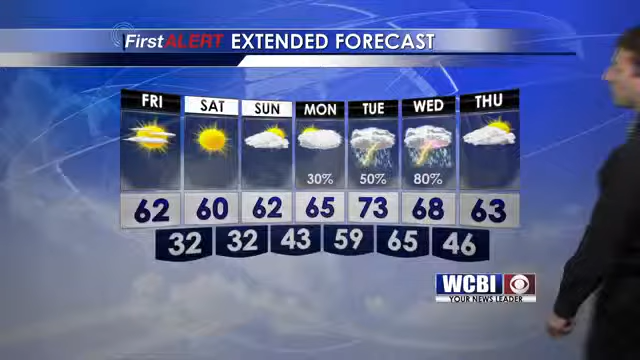 FirstALERT EXTENDED FORECAST
FRI SAT SUN MON TUE WED THU
30% 50% 80%
62 60 62 65 73 68 63
32 32 43 59 65 46
WCBI
YOUR NEWS LEADER